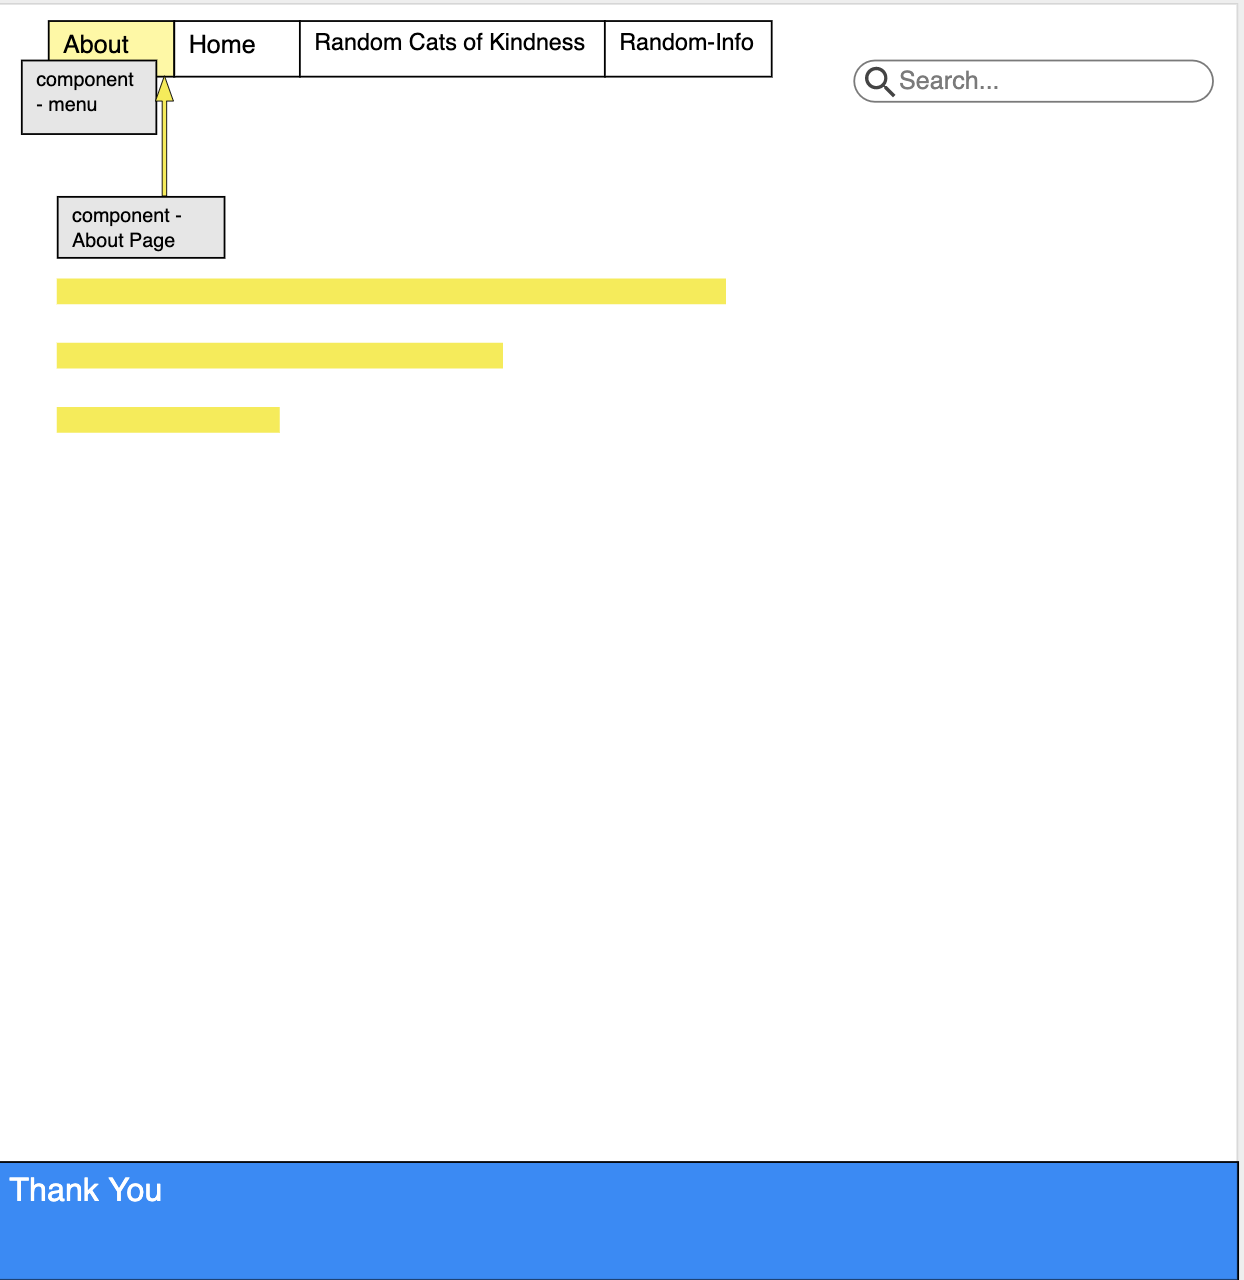 About
Home
Random Cats of Kindness
Random-Info
component
- menu
Search...
component -
About Page
Thank You